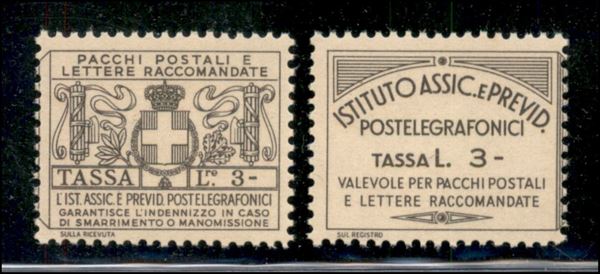 PACCHI POSTALI E
LETTERE RACCOMANDATE
TASSA Lre 3-
L'IST. ASSIC. E PREVID. POSTELEGRAFONICI
GARANTISCE L'INDENNIZZO IN CASO
DI SMARRIMENTO O MANOMISSIONE
SULLA RICEVUTA
ISTITUTO ASSIC. E PREVID.
POSTELEGRAFONICI
TASSA L. 3-
VALEVOLE PER PACCHI POSTALI
E LETTERE RACCOMANDATE
SUL REGISTRO